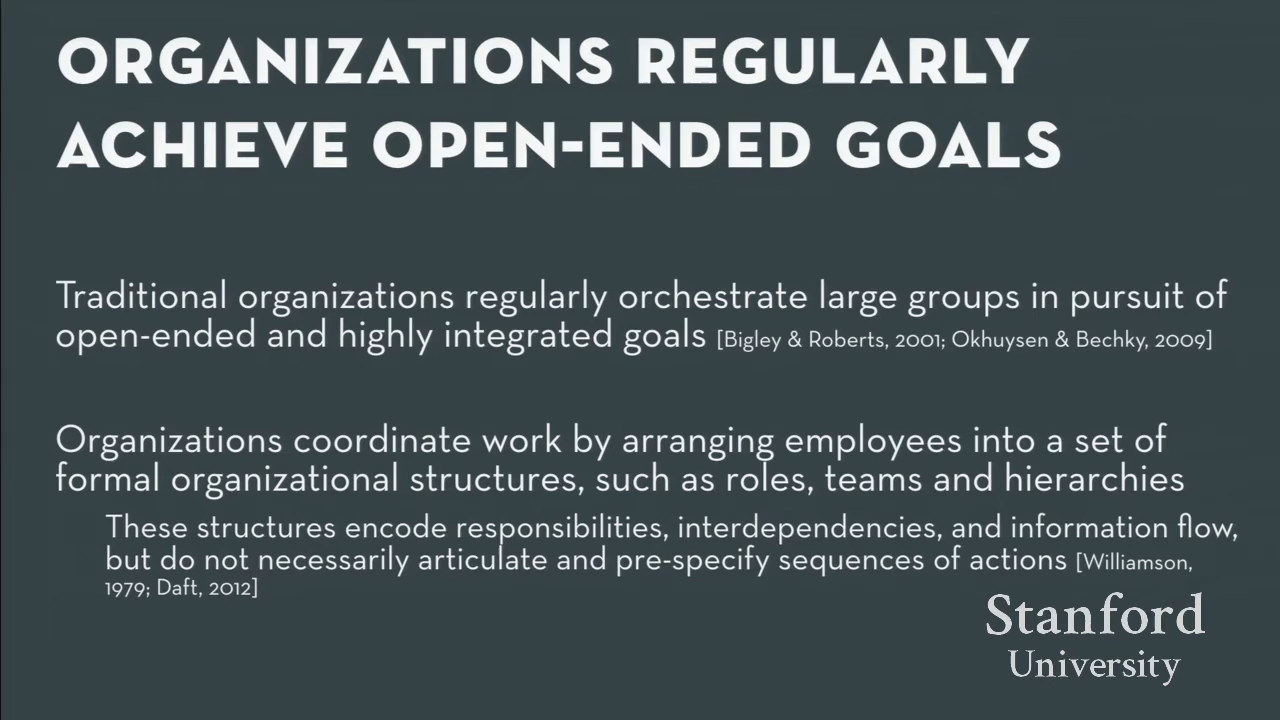 ORGANIZATIONS REGULARLY
ACHIEVE OPEN-ENDED GOALS
Traditional organizations regularly orchestrate large groups in pursuit of
open-ended and highly integrated goals [Bigley & Roberts, 2001; Okhuysen & Bechky, 2009]
Organizations coordinate work by arranging employees into a set of
formal organizational structures, such as roles, teams and hierarchies
These structures encode responsibilities, interdependencies, and information flow,
but do not necessarily articulate and pre-specify sequences of actions [Williamson,
1979; Daft, 2012]
Stanford
University